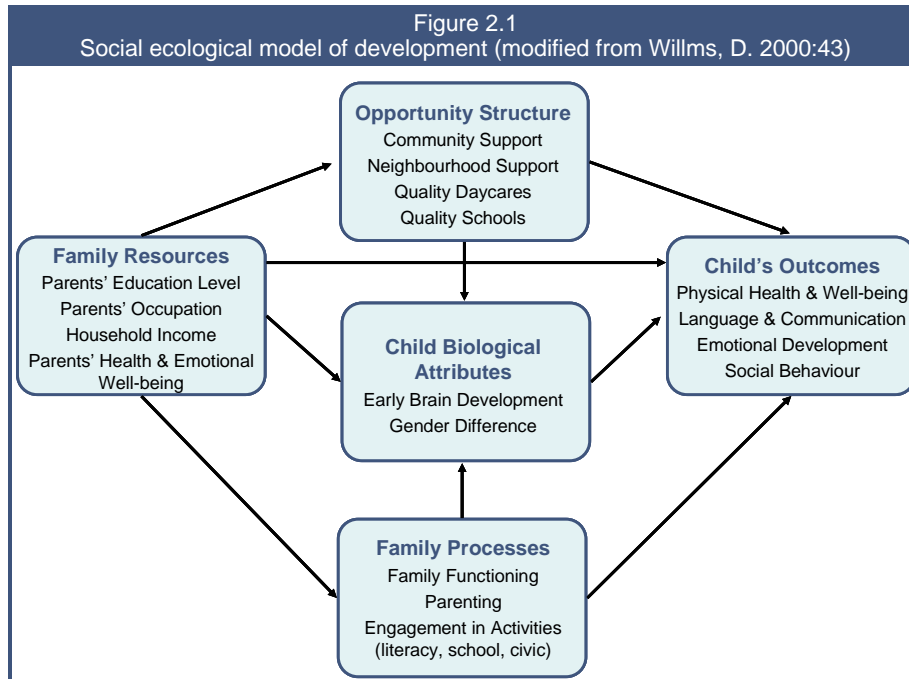 Figure 2.1
Social ecological model of development (modified from Willms, D. 2000:43)
Opportunity Structure
Community Support
Neighbourhood Support
Quality Daycares
Quality Schools
Family Resources
Parents’ Education Level
Parents’ Occupation
Household Income
Parents’ Health & Emotional
Well-being
Child Biological
Attributes
Early Brain Development
Gender Difference
Child’s Outcomes
Physical Health & Well-being
Language & Communication
Emotional Development
Social Behaviour
Family Processes
Family Functioning
Parenting
Engagement in Activities
(literacy, school, civic)